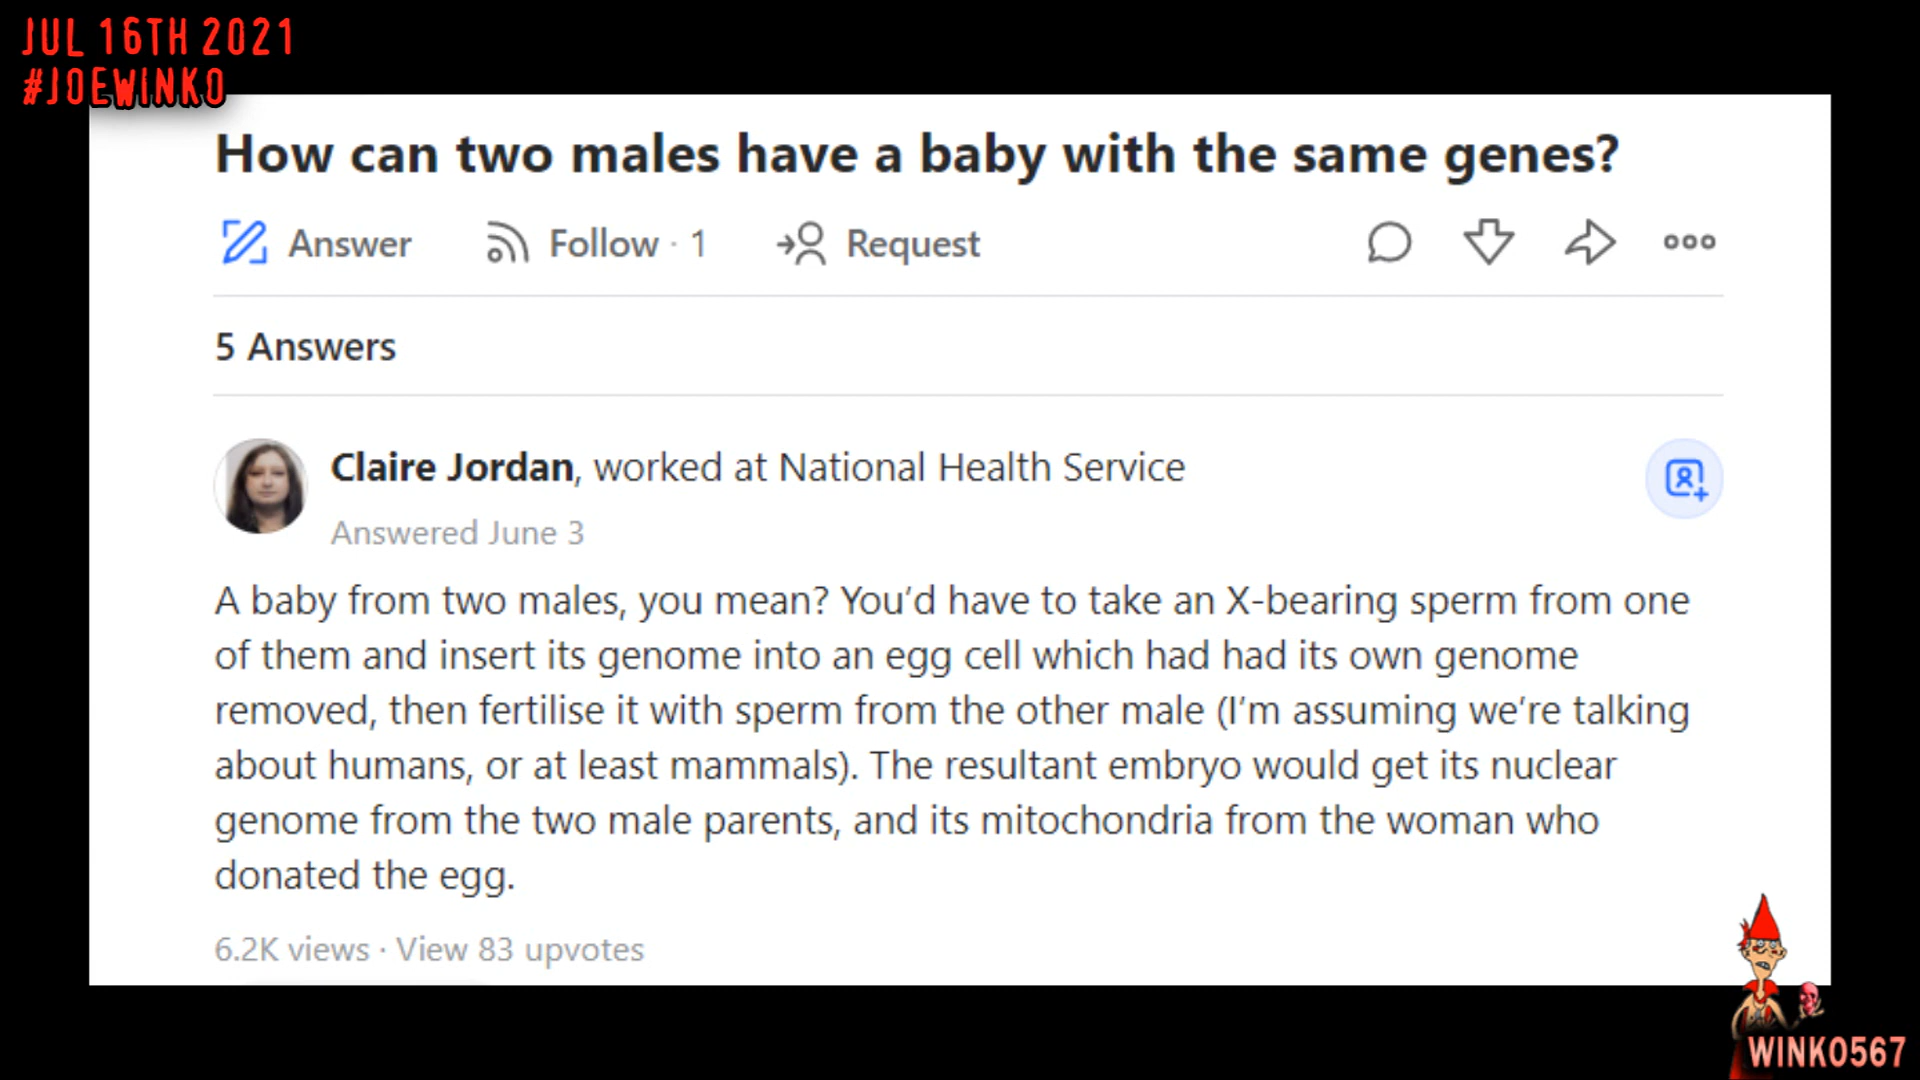 JUL 16TH 2021
#JOEWINKO
How can two males have a baby with the same genes?
Answer Follow · 1 Request
5 Answers
Claire Jordan, worked at National Health Service
Answered June 3
A baby from two males, you mean? You’d have to take an X-bearing sperm from one
of them and insert its genome into an egg cell which had had its own genome
removed, then fertilise it with sperm from the other male (I’m assuming we’re talking
about humans, or at least mammals). The resultant embryo would get its nuclear
genome from the two male parents, and its mitochondria from the woman who
donated the egg.
6.2K views · View 83 upvotes
WINKO567